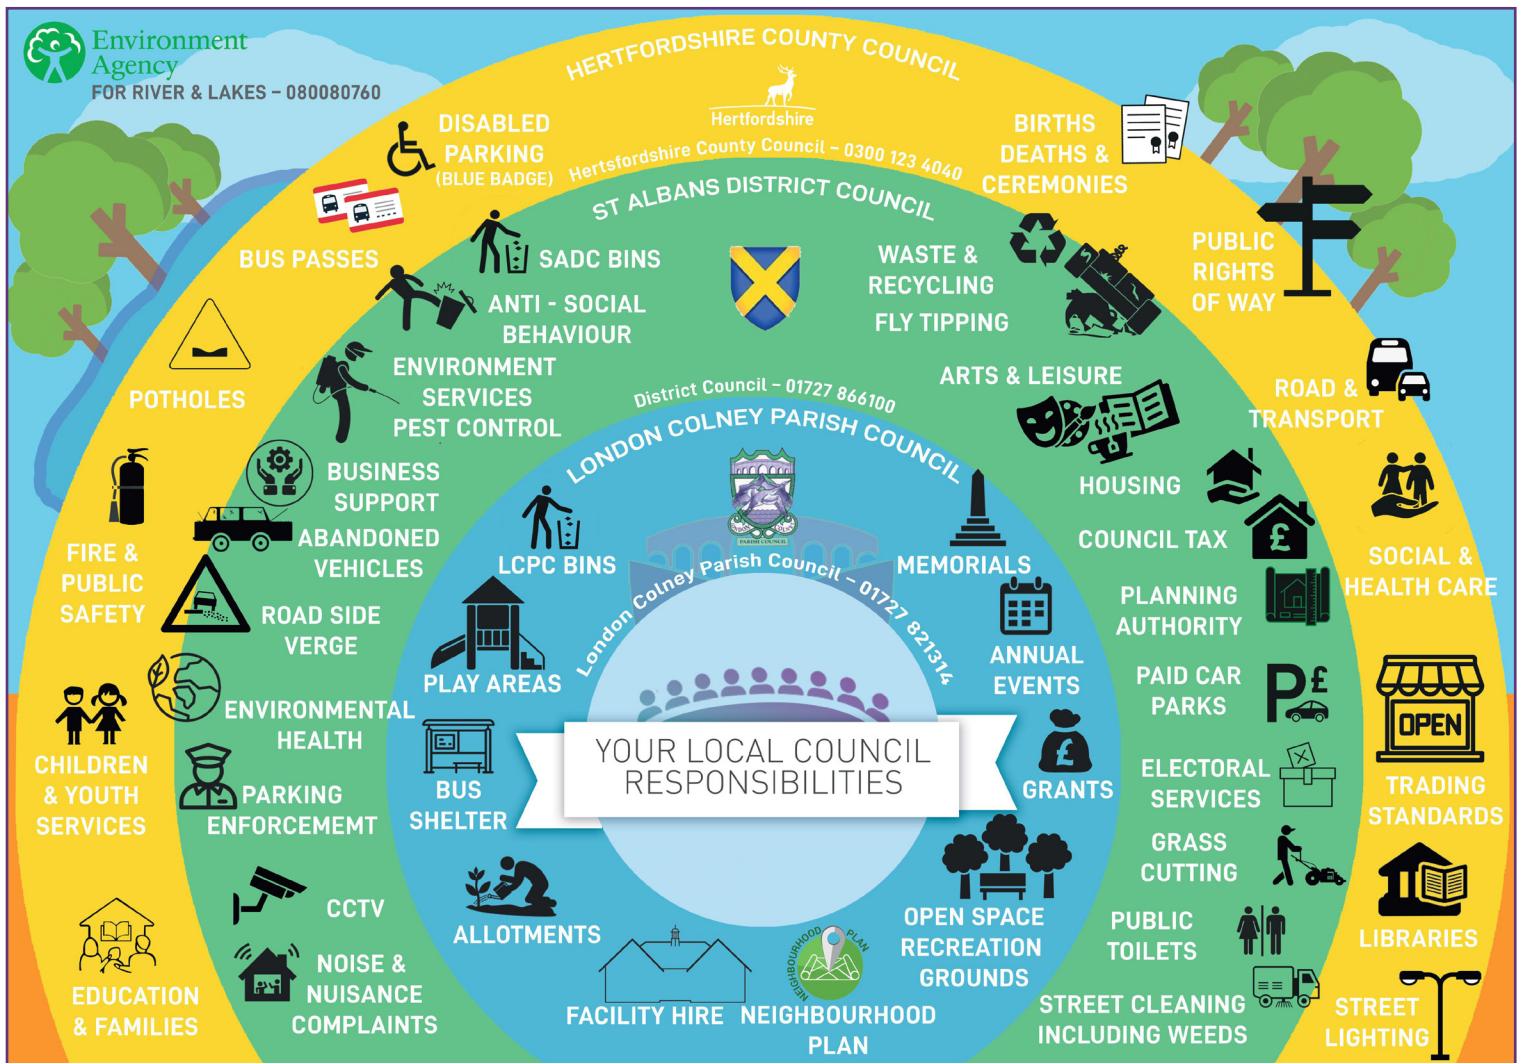 Environment
Agency
FOR RIVER & LAKES – 080080760
HERTFORDSHIRE COUNTY COUNCIL
Hertfordshire
Hertsfordshire County Council – 0300 123 4040
DISABLED
PARKING
(BLUE BADGE)
BIRTHS
DEATHS &
CEREMONIES
BUS PASSES
PUBLIC
RIGHTS
OF WAY
POTHOLES
ROAD &
TRANSPORT
FIRE &
PUBLIC
SAFETY
SOCIAL &
HEALTH CARE
CHILDREN
& YOUTH
SERVICES
OPEN
TRADING
STANDARDS
LIBRARIES
EDUCATION
& FAMILIES
STREET
LIGHTING
ST ALBANS DISTRICT COUNCIL
District Council – 01727 866100
SADC BINS
ANTI - SOCIAL
BEHAVIOUR
ENVIRONMENT
SERVICES
PEST CONTROL
BUSINESS
SUPPORT
ABANDONED
VEHICLES
ROAD SIDE
VERGE
ENVIRONMENTAL
HEALTH
PARKING
ENFORCEMEMT
CCTV
NOISE &
NUISANCE
COMPLAINTS
WASTE &
RECYCLING
FLY TIPPING
ARTS & LEISURE
HOUSING
COUNCIL TAX
£
PLANNING
AUTHORITY
PAID CAR
PARKS
P£
ELECTORAL
SERVICES
GRASS
CUTTING
PUBLIC
TOILETS
STREET CLEANING
INCLUDING WEEDS
LONDON COLNEY PARISH COUNCIL
LONDON COLNEY
PARISH COUNCIL
London Colney Parish Council – 01727 821314
LCPC BINS
MEMORIALS
PLAY AREAS
ANNUAL
EVENTS
BUS
SHELTER
£
GRANTS
ALLOTMENTS
OPEN SPACE
RECREATION
GROUNDS
FACILITY HIRE
NEIGHBOURHOOD PLAN
NEIGHBOURHOOD
PLAN
YOUR LOCAL COUNCIL
RESPONSIBILITIES